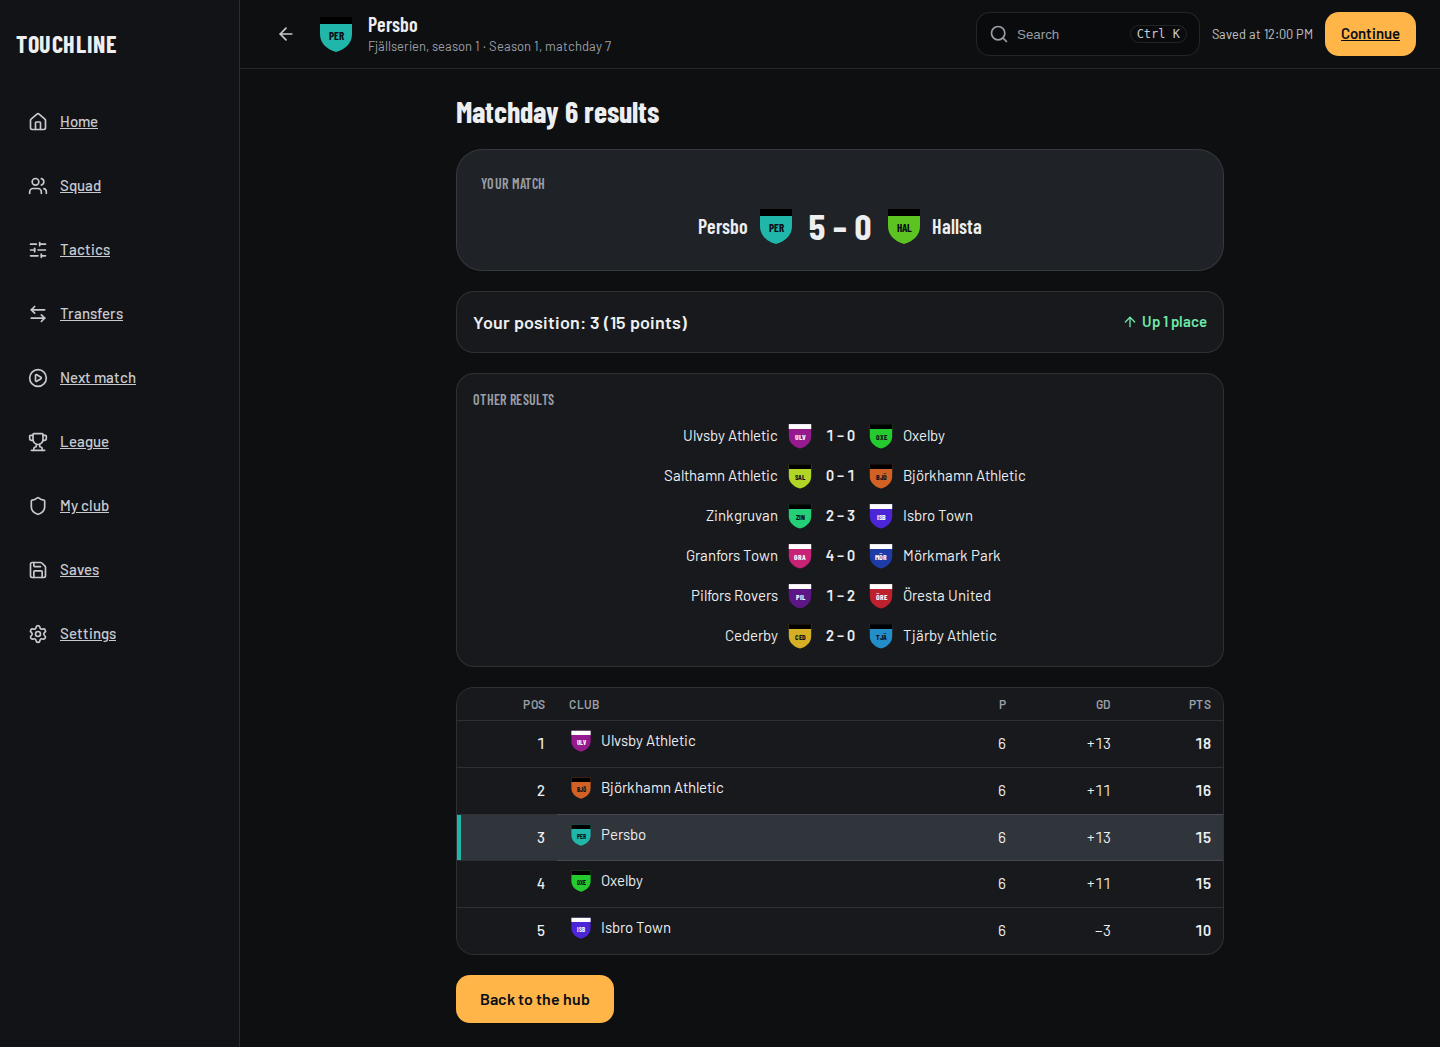 TOUCHLINE
Home
Squad
Tactics
Transfers
Next match
League
My club
Saves
Settings
PER
Persbo
Fjällserien, season 1 · Season 1, matchday 7
Search
Ctrl K
Saved at 12:00 PM
Continue
Matchday 6 results
YOUR MATCH
Persbo PER 5 – 0 HAL Hallsta
Your position: 3 (15 points)
Up 1 place
OTHER RESULTS
Ulvsby Athletic ULV 1 – 0 OXE Oxelby
Salthamn Athletic SAL 0 – 1 BJÖ Björkhamn Athletic
Zinkgruvan ZIN 2 – 3 ISB Isbro Town
Granfors Town GRA 4 – 0 MÖR Mörkmark Park
Pilfors Rovers PIL 1 – 2 ÖRE Öresta United
Cederby CED 2 – 0 TJÄ Tjärby Athletic
POS CLUB P GD PTS
1 ULV Ulvsby Athletic 6 +13 18
2 BJÖ Björkhamn Athletic 6 +11 16
3 PER Persbo 6 +13 15
4 OXE Oxelby 6 +11 15
5 ISB Isbro Town 6 −3 10
Back to the hub